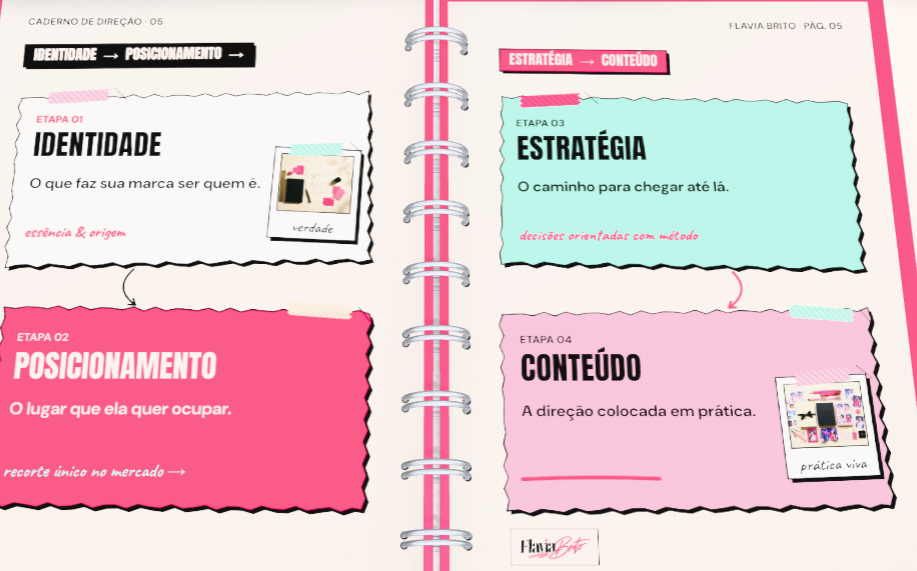 CADERNO DE DIREÇÃO · 05
IDENTIDADE → POSICIONAMENTO →
ETAPA 01
IDENTIDADE
O que faz sua marca ser quem é.
essência & origem
verdade
ETAPA 02
POSICIONAMENTO
O lugar que ela quer ocupar.
recorte único no mercado →
FLAVIA BRITO · PÁG. 05
ESTRATÉGIA → CONTEÚDO
ETAPA 03
ESTRATÉGIA
O caminho para chegar até lá.
decisões orientadas com método
ETAPA 04
CONTEÚDO
A direção colocada em prática.
prática viva
Flavia Brito